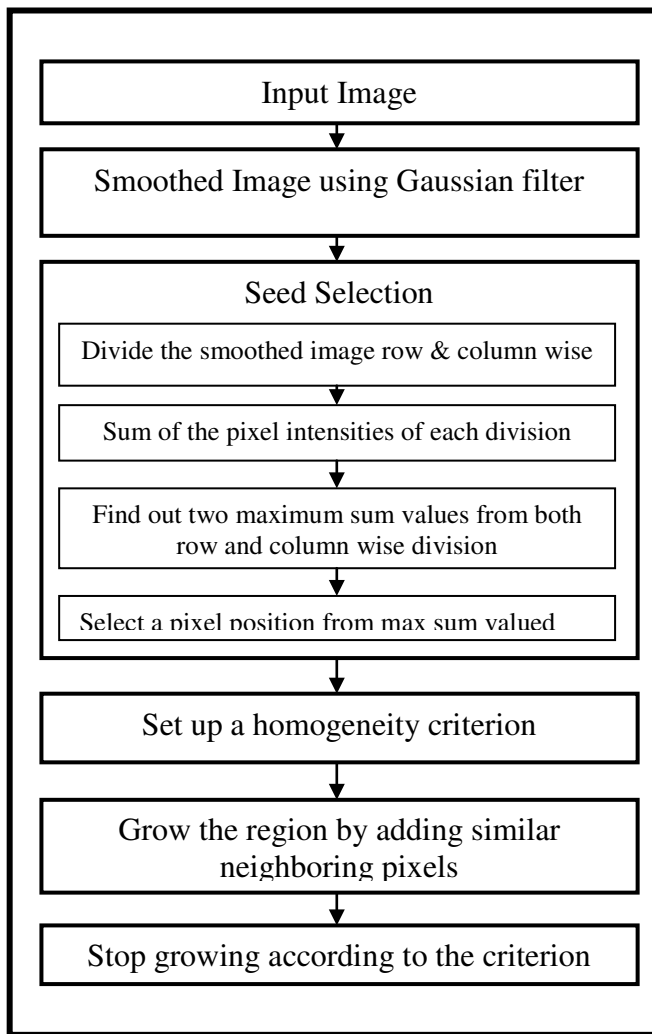 Input Image
Smoothed Image using Gaussian filter
Seed Selection
Divide the smoothed image row & column wise
Sum of the pixel intensities of each division
Find out two maximum sum values from both
row and column wise division
Select a pixel position from max sum valued
Set up a homogeneity criterion
Grow the region by adding similar
neighboring pixels
Stop growing according to the criterion